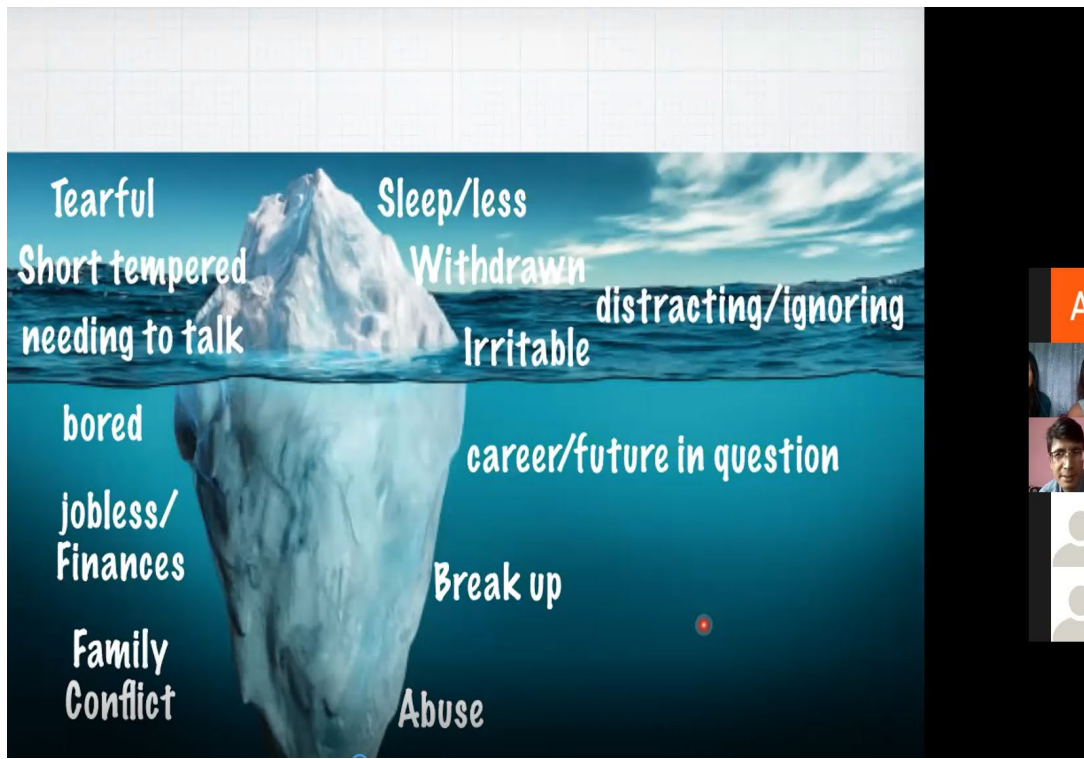 Tearful
Sleep/less
Short tempered
Withdrawn
distracting/ignoring
needing to talk
Irritable
bored
career/future in question
jobless/
Finances
Break up
Family
Conflict
Abuse
A